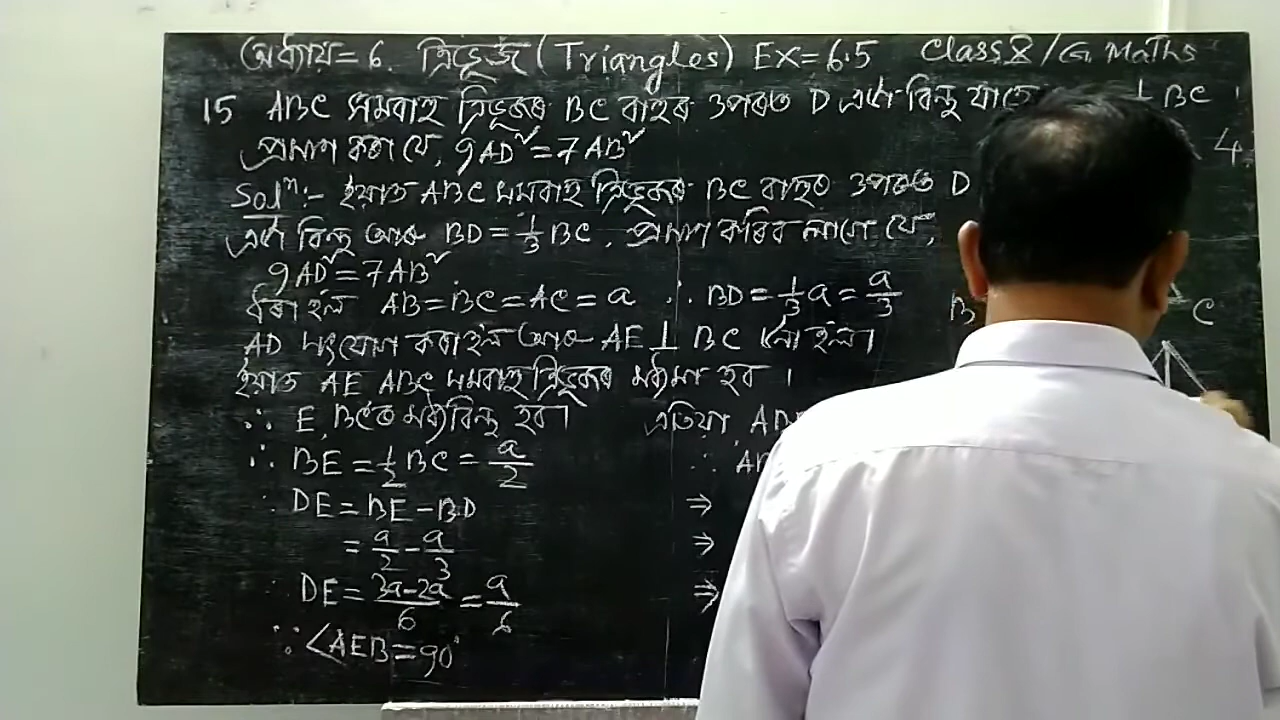 অধ্যায় = 6. ত্ৰিভূজ (Triangles) EX = 6.5 Class X / G. Maths
15 ABC সমবাহু ত্ৰিভূজৰ BC বাহুৰ ওপৰত D এটা বিন্দু যাতে 1/ BC ।
প্ৰমাণ কৰা যে, 9AD² = 7AB²
4.
Solⁿ :- ইয়াত ABC সমবাহু ত্ৰিভূজৰ BC বাহুৰ ওপৰত D
এটা বিন্দু আৰু BD = 1/3 BC, প্ৰমাণ কৰিব লাগে যে,
9AD² = 7AB²
ধৰা হ'ল AB = BC = AC = a ∴ BD = 1/3 a = a/3
B C
AD সংযোগ কৰা হ'ল আৰু AE ⊥ BC টনা হ'ল।
ইয়াত AE ABC সমবাহু ত্ৰিভূজৰ মধ্যমা হব ।
∴ E, BC ৰ মধ্যবিন্দু হব।
∴ BE = 1/2 BC = a/2
∴ DE = BE - BD
= a/2 - a/3
∴ DE = 3a-2a/6 = a/6
∵ ∠AEB = 90°
এতিয়া,
∴
⇒
⇒
⇒